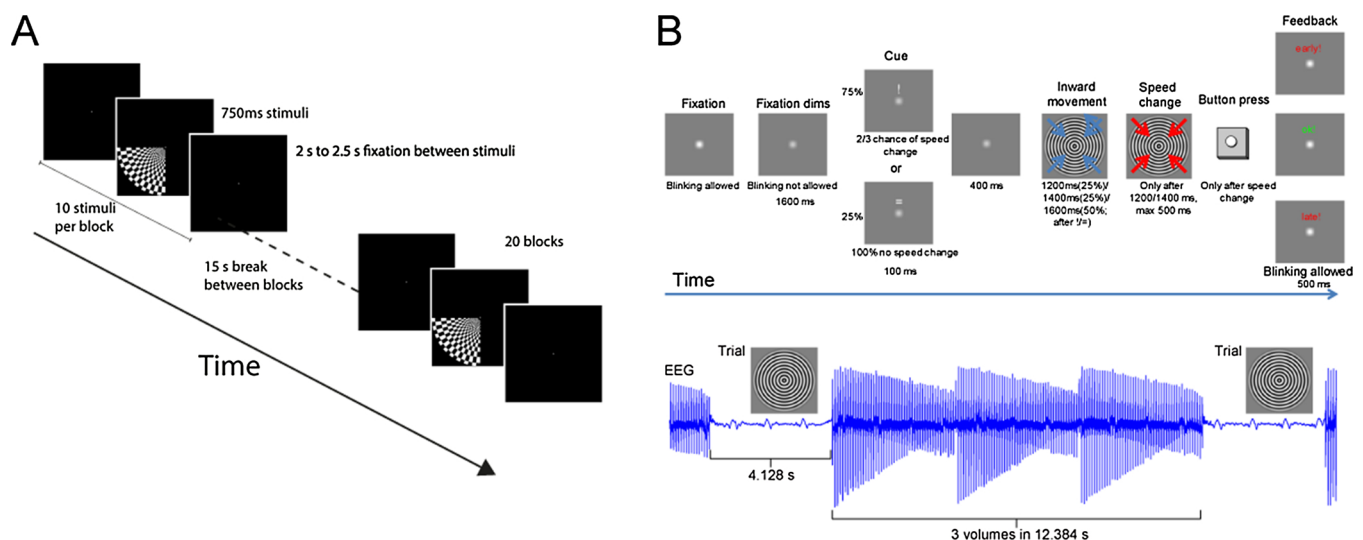 A
750ms stimuli
2 s to 2.5 s fixation between stimuli
10 stimuli
per block
15 s break
between blocks
20 blocks
Time
B
Feedback
early!
Cue
75%
!
2/3 chance of speed
change
or
25%
=
100% no speed change
100 ms
Fixation
Blinking allowed
Fixation dims
Blinking not allowed
1600 ms
400 ms
Inward
movement
1200ms(25%)/
1400ms(25%)/
1600ms(50%;
after !/=)
Speed
change
Only after
1200/1400 ms,
max 500 ms
Button press
Only after speed
change
ok!
late!
Blinking allowed
500 ms
Time
EEG
Trial
Trial
4.128 s
3 volumes in 12.384 s